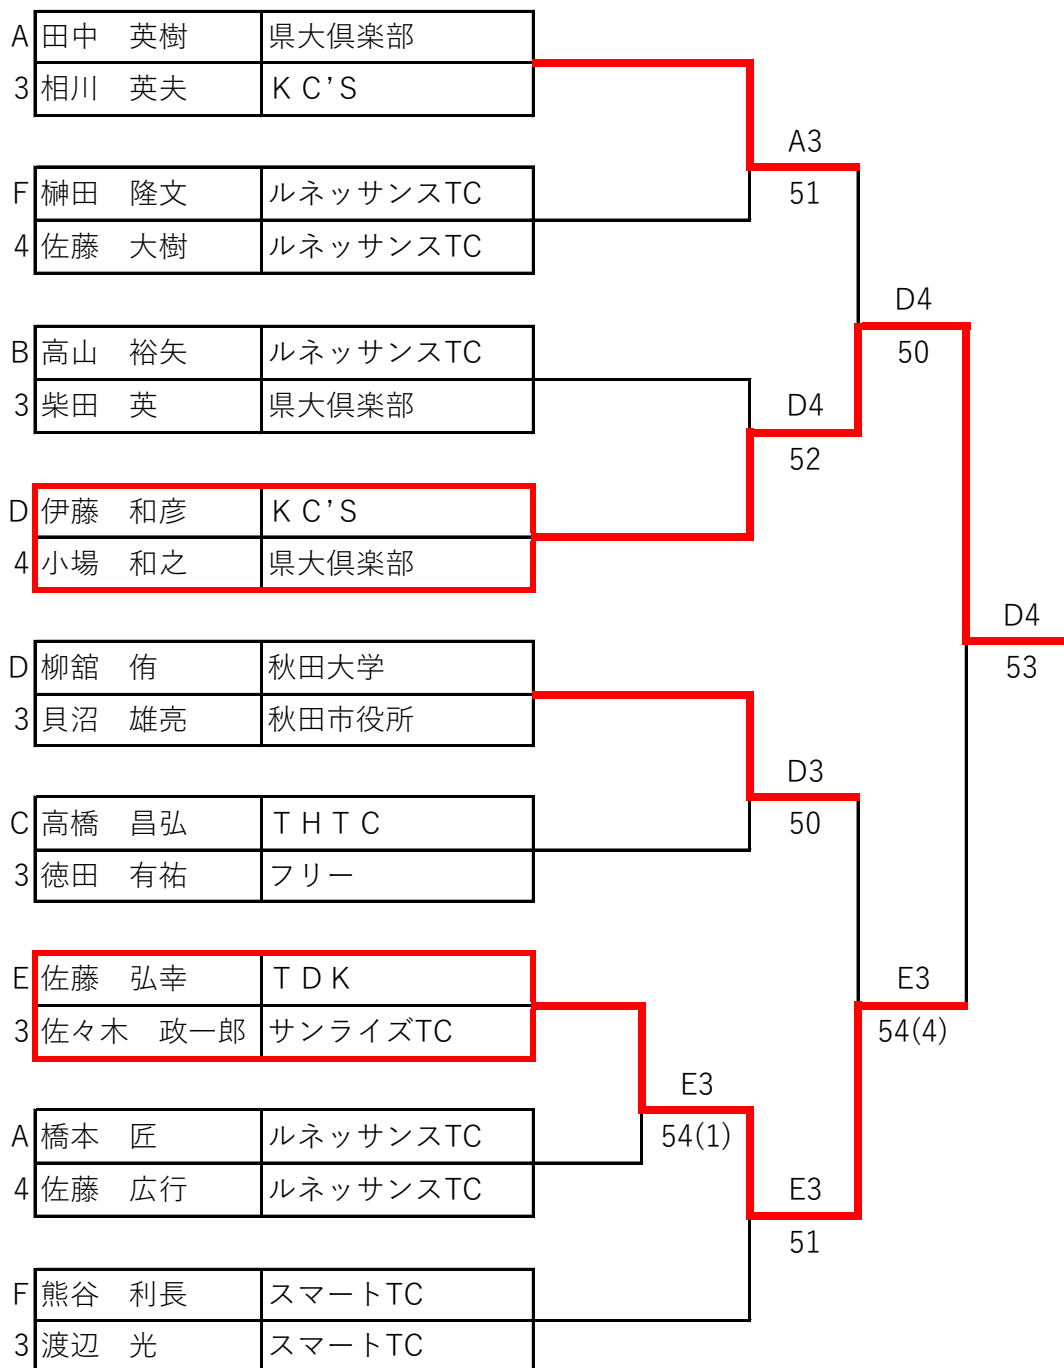 A 田中　英樹 県大倶楽部
3 相川　英夫 ＫC’S
A3
F 榊田　隆文 ルネッサンスTC
51
4 佐藤　大樹 ルネッサンスTC
D4
B 高山　裕矢 ルネッサンスTC
50
3 柴田　英 県大倶楽部
D4
52
D 伊藤　和彦 ＫC’S
4 小場　和之 県大倶楽部
D4
D 柳舘　侑 秋田大学
53
3 貝沼　雄亮 秋田市役所
D3
C 高橋　昌弘 ＴＨＴＣ
50
3 徳田　有祐 フリー
E 佐藤　弘幸 ＴＤＫ
E3
3 佐々木　政一郎 サンライズTC
54(4)
E3
A 橋本　匠 ルネッサンスTC
54(1)
4 佐藤　広行 ルネッサンスTC
E3
51
F 熊谷　利長 スマートTC
3 渡辺　光 スマートTC